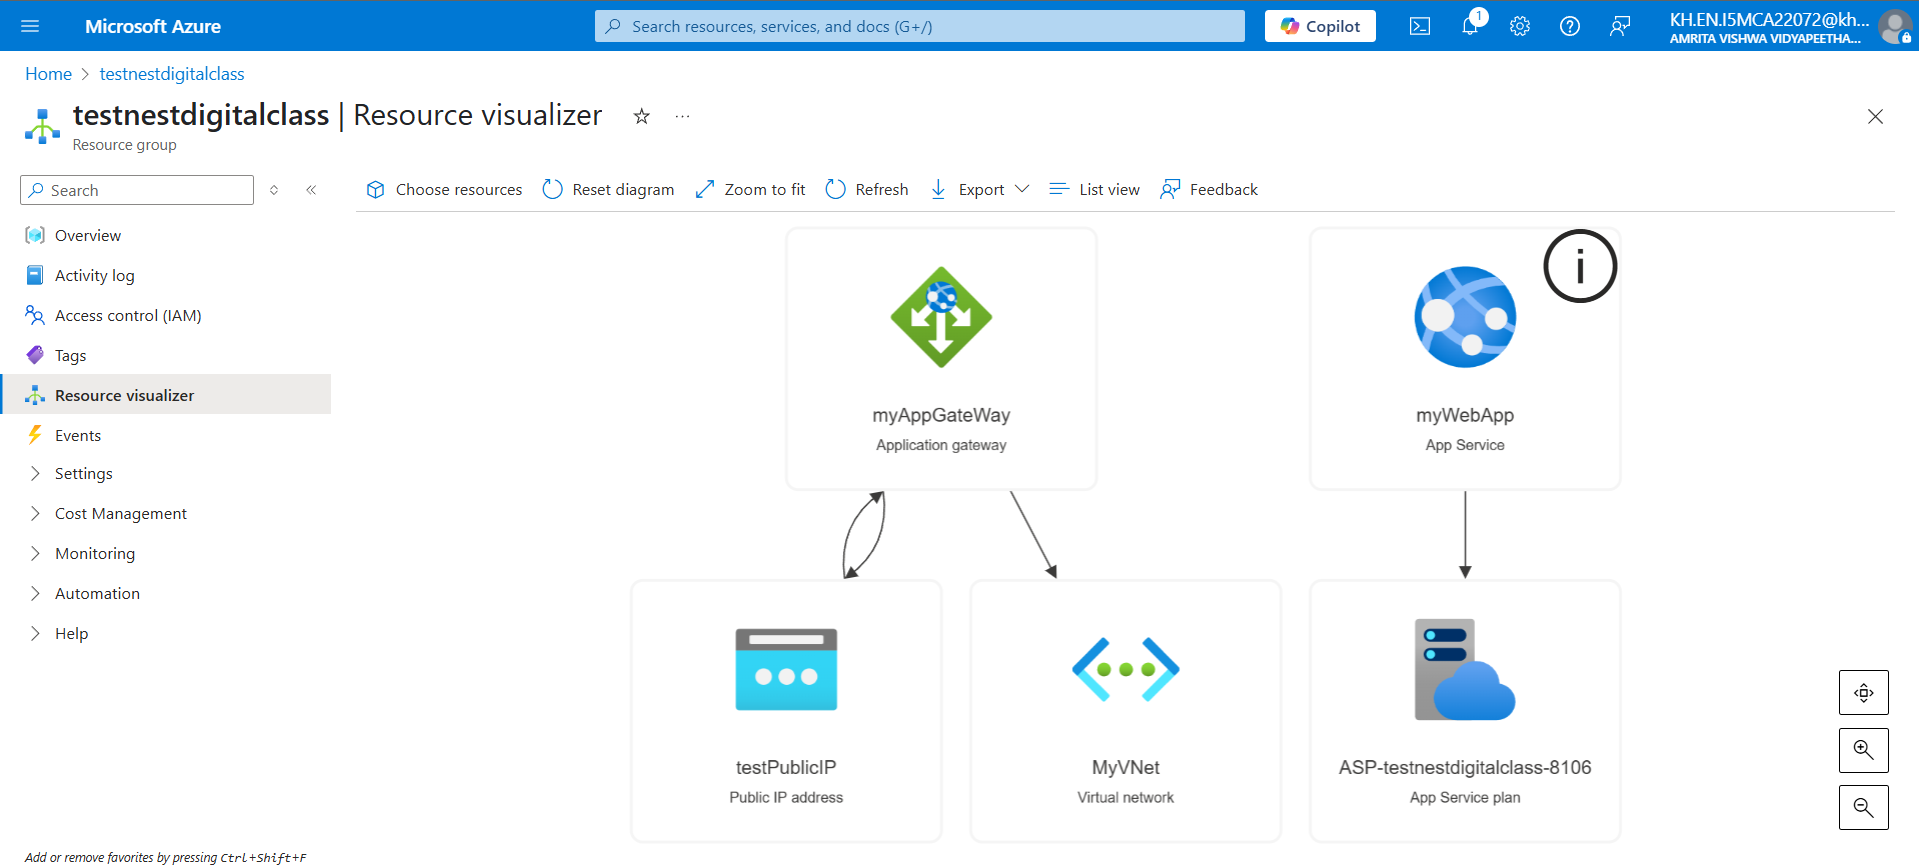 Microsoft Azure
Search resources, services, and docs (G+/)
Copilot
1
KH.EN.I5MCA22072@kh...
AMRITA VISHWA VIDYAPEETHA...
Home > testnestdigitalclass
testnestdigitalclass | Resource visualizer
Resource group
Search
Choose resources
Reset diagram
Zoom to fit
Refresh
Export
List view
Feedback
Overview
Activity log
Access control (IAM)
Tags
Resource visualizer
Events
Settings
Cost Management
Monitoring
Automation
Help
myAppGateWay
Application gateway
i
myWebApp
App Service
testPublicIP
Public IP address
MyVNet
Virtual network
ASP-testnestdigitalclass-8106
App Service plan
Add or remove favorites by pressing Ctrl+Shift+F